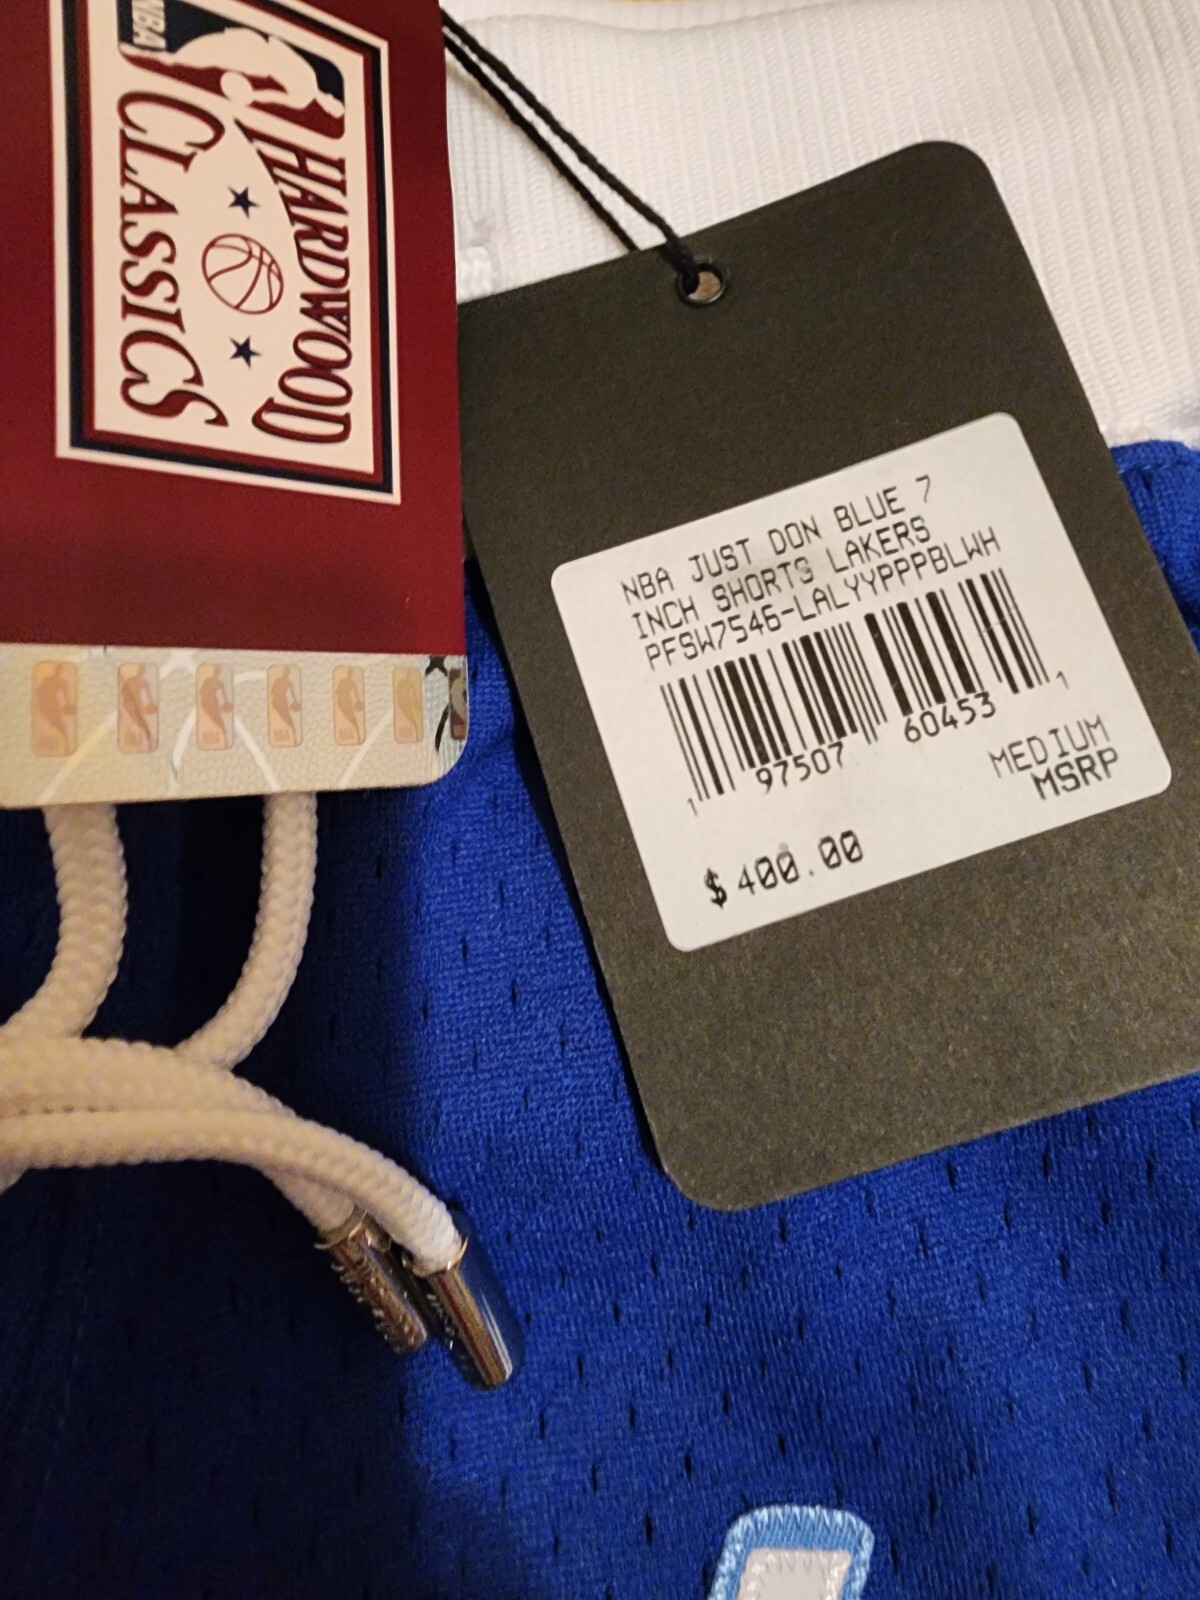 NBA
HARDWOOD
CLASSICS
NBA JUST DON BLUE 7
INCH SHORTS LAKERS
PFSW7546-LALYYPPPBLWH
1 97507 60453 1
MEDIUM
MSRP
$ 400.00